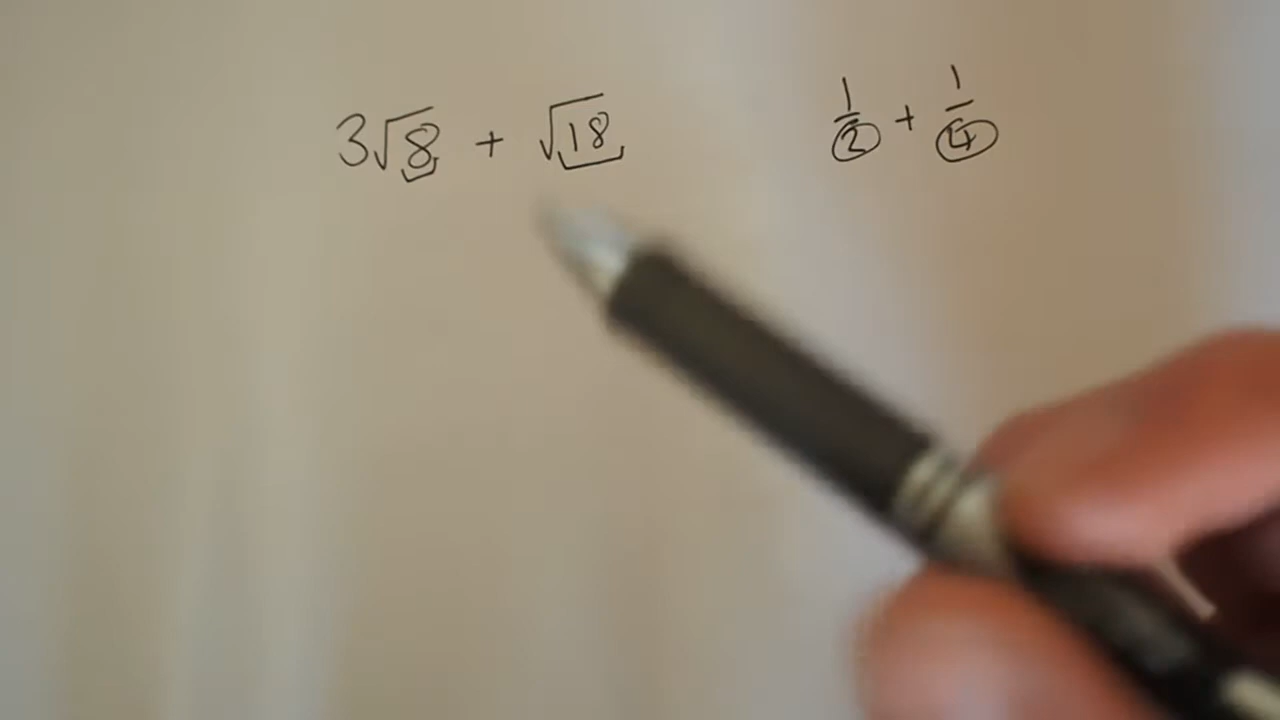 3√8 + √18
1/2 + 1/4